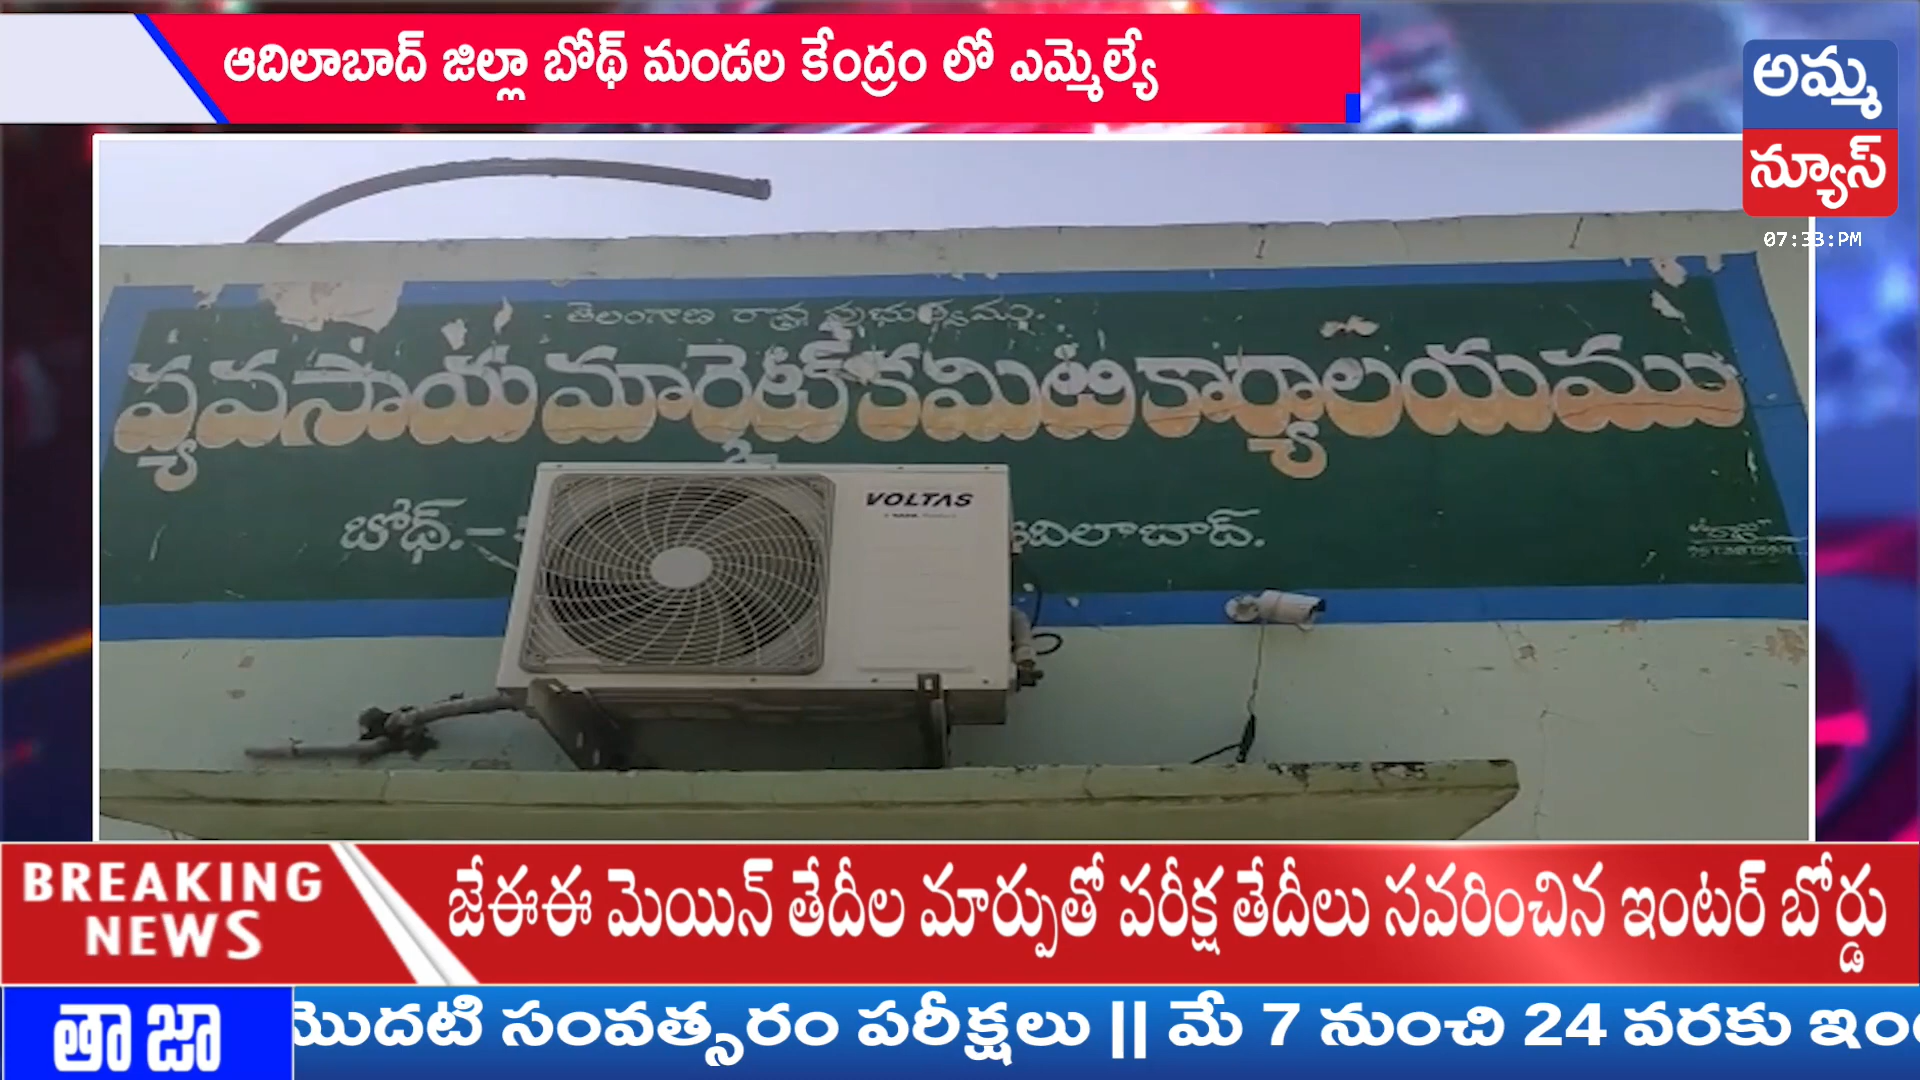 ఆదిలాబాద్ జిల్లా బోథ్ మండల కేంద్రం లో ఎమ్మెల్యే
అమ్మ
న్యూస్
07:33:PM
తెలంగాణ రాష్ట్ర ప్రభుత్వము.
వ్యవసాయ మార్కెట్ కమిటి కార్యాలయము
VOLTAS
బోథ్.-
BREAKING
NEWS
జేఈఈ మెయిన్ తేదీల మార్పుతో పరీక్ష తేదీలు సవరించిన ఇంటర్ బోర్డు
తాజా
మొదటి సంవత్సరం పరీక్షలు || మే 7 నుంచి 24 వరకు